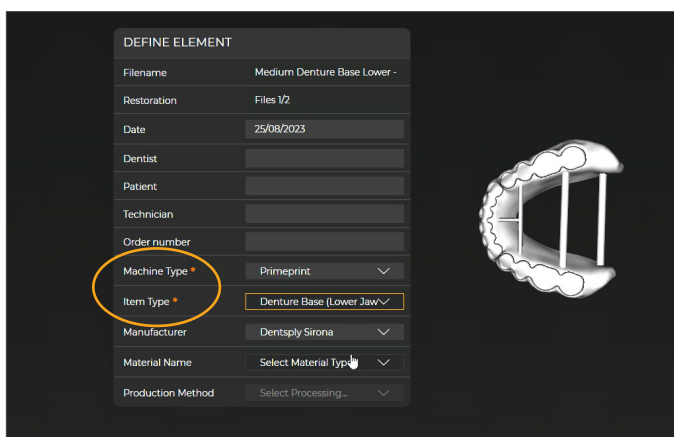 DEFINE ELEMENT
Filename Medium Denture Base Lower -
Restoration Files 1/2
Date 25/08/2023
Dentist
Patient
Technician
Order number
Machine Type * Primeprint
Item Type * Denture Base (Lower Jaw
Manufacturer Dentsply Sirona
Material Name Select Material Type
Production Method Select Processing...